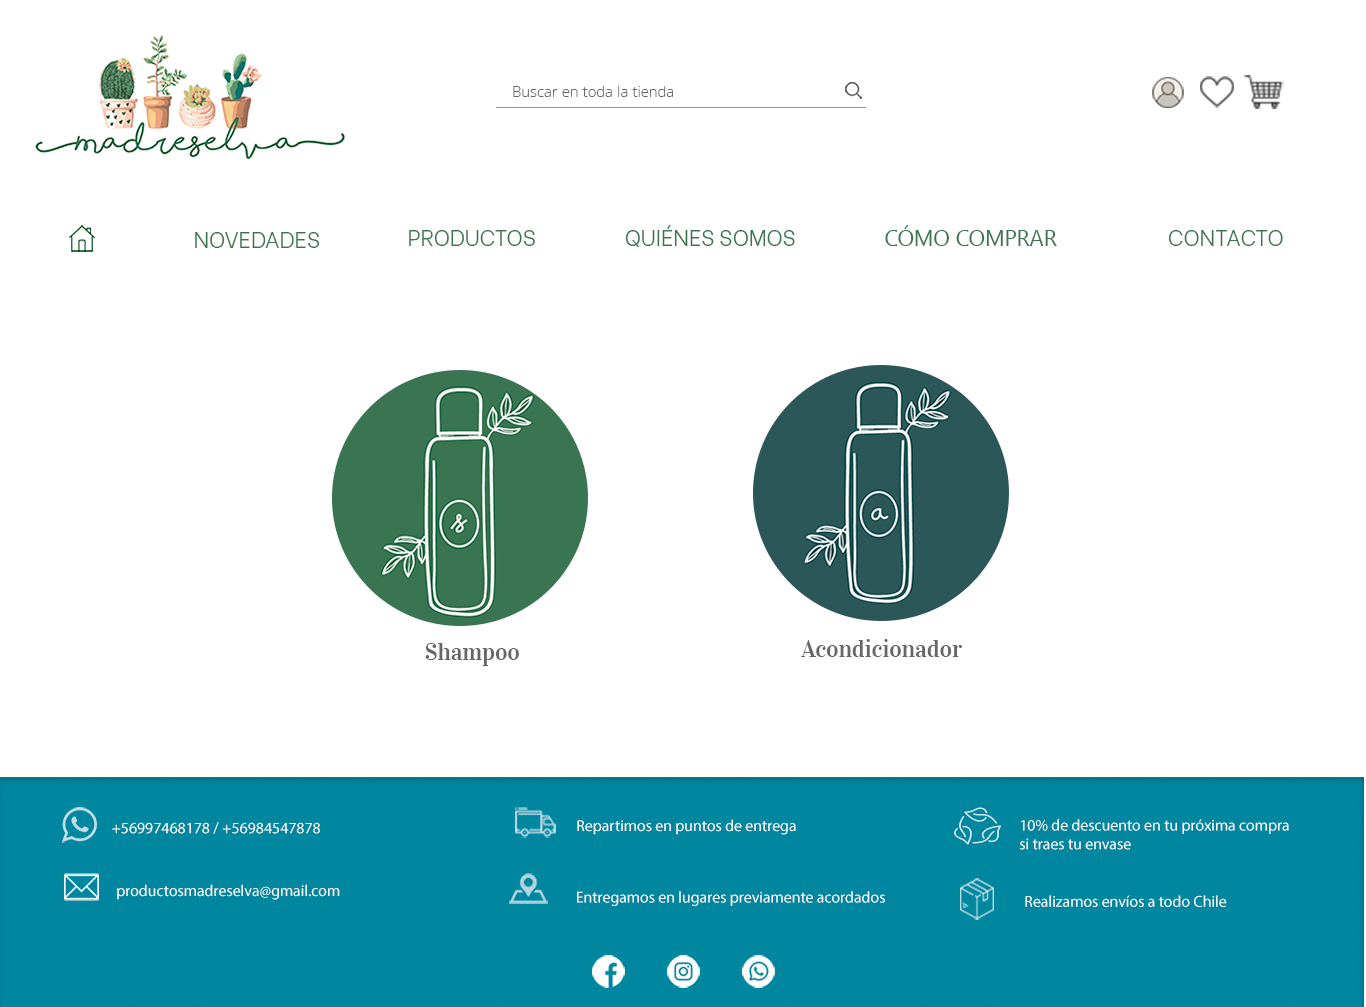 madreselva
Buscar en toda la tienda
NOVEDADES
PRODUCTOS
QUIÉNES SOMOS
CÓMO COMPRAR
CONTACTO
s
a
Shampoo
Acondicionador
+56997468178 / +56984547878
Repartimos en puntos de entrega
10% de descuento en tu próxima compra
si traes tu envase
productosmadreselva@gmail.com
Entregamos en lugares previamente acordados
Realizamos envíos a todo Chile